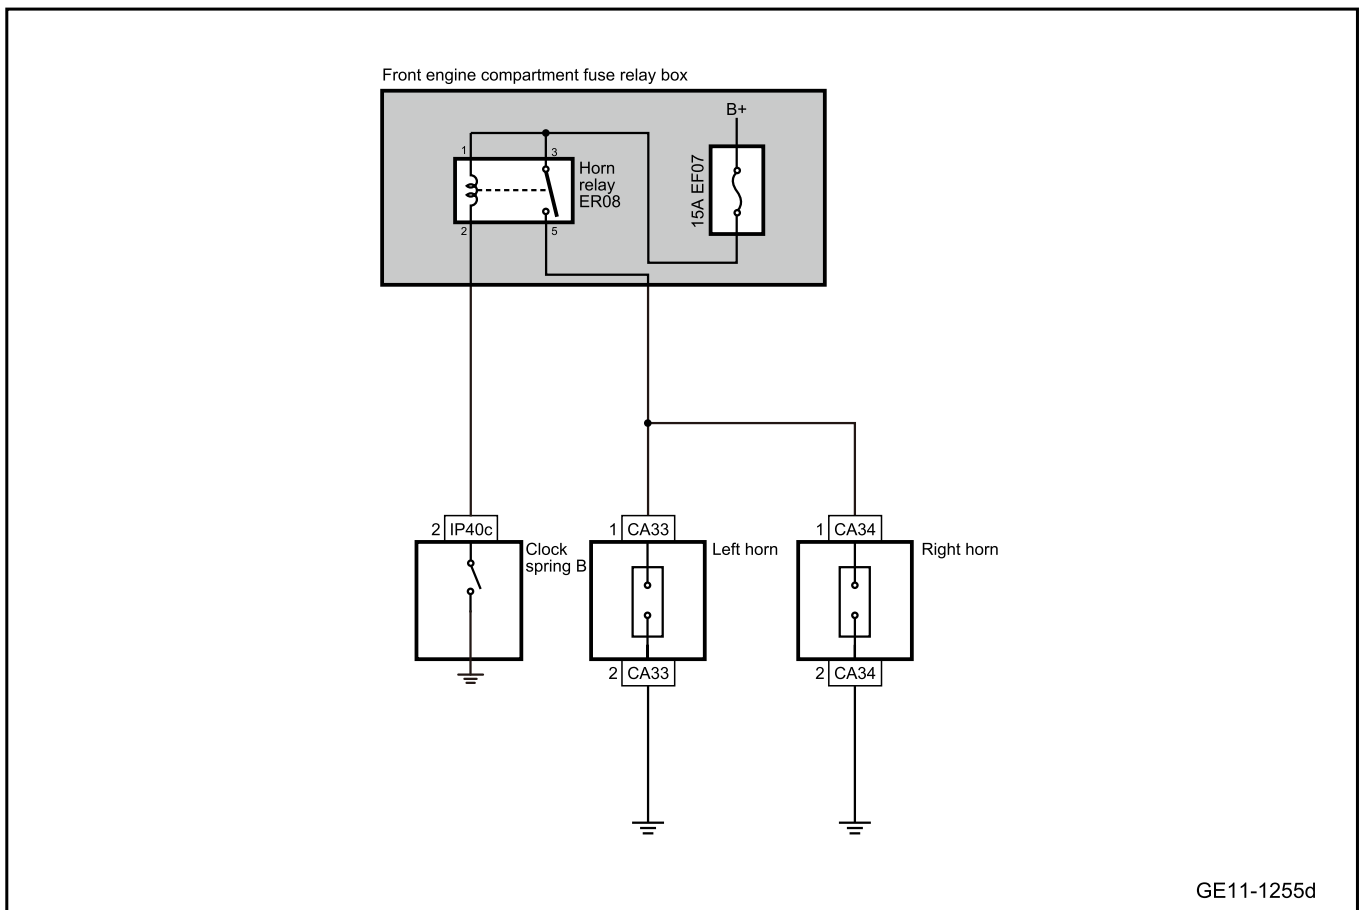 Front engine compartment fuse relay box
B+
15A EF07
1
3
Horn
relay
ER08
2
5
2 IP40c
Clock
spring B
1 CA33
Left horn
1 CA34
Right horn
2 CA33
2 CA34
GE11-1255d